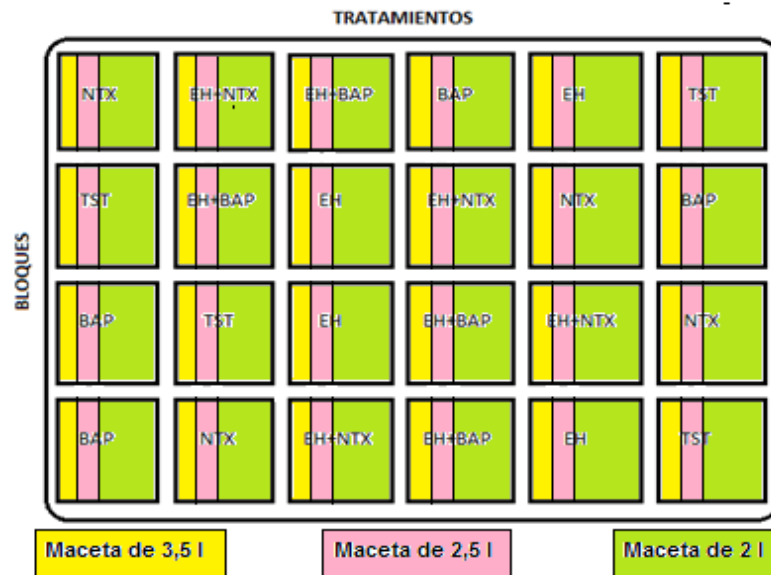 TRATAMIENTOS
BLOQUES
NTX EH+NTX EH+BAP BAP EH TST
TST EH+BAP EH EH+NTX NTX BAP
BAP TST EH EH+BAP EH+NTX NTX
BAP NTX EH+NTX EH+BAP EH TST
Maceta de 3,5 l Maceta de 2,5 l Maceta de 2 l